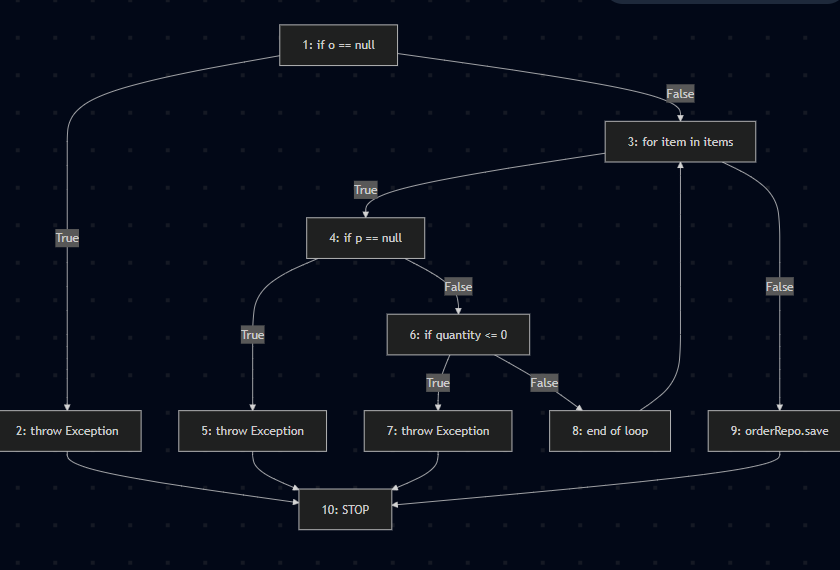 1: if o == null
False
3: for item in items
True
4: if p == null
True
False
False
True
6: if quantity <= 0
True
False
2: throw Exception
5: throw Exception
7: throw Exception
8: end of loop
9: orderRepo.save
10: STOP